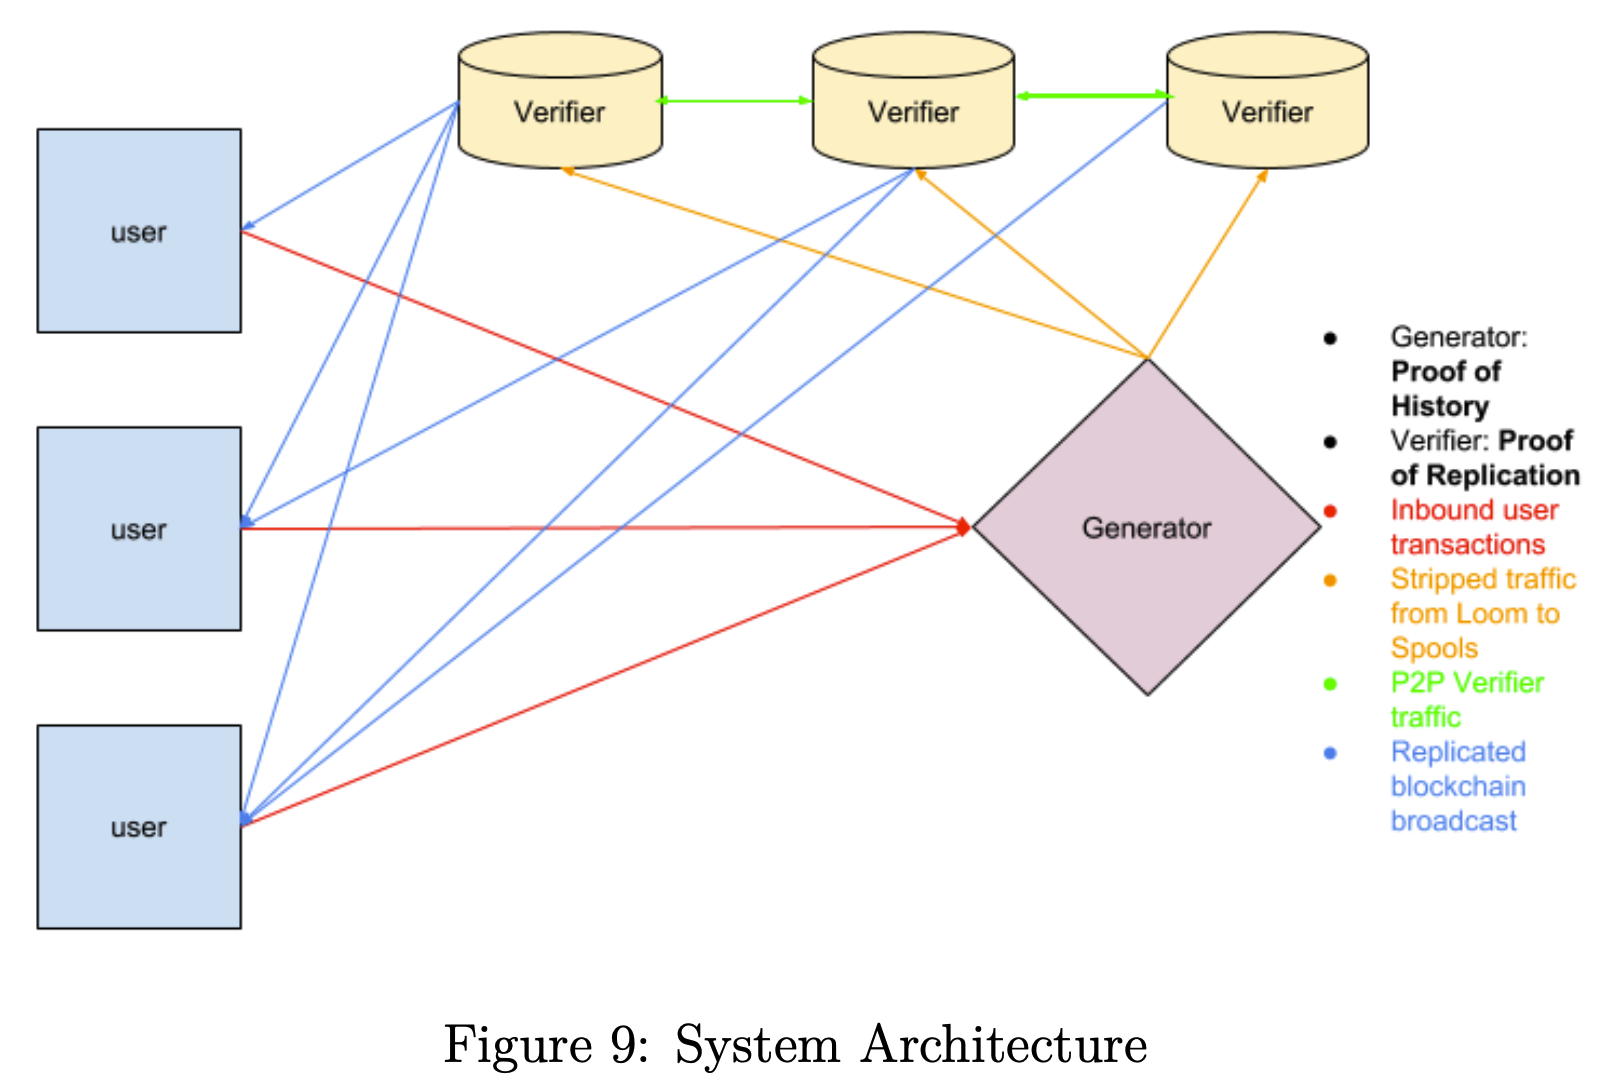 Verifier
Verifier
Verifier
user
user
user
Generator
Generator:
Proof of
History
Verifier: Proof
of Replication
Inbound user
transactions
Stripped traffic
from Loom to
Spools
P2P Verifier
traffic
Replicated
blockchain
broadcast
Figure 9: System Architecture